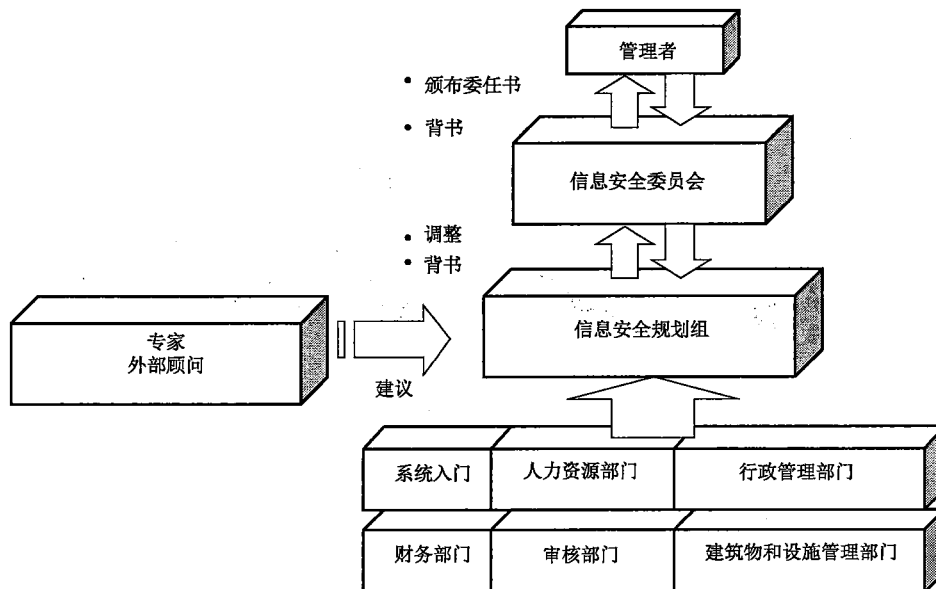 管理者
• 颁布委任书
• 背书
信息安全委员会
• 调整
• 背书
信息安全规划组
专家
外部顾问
建议
系统入门
人力资源部门
行政管理部门
财务部门
审核部门
建筑物和设施管理部门